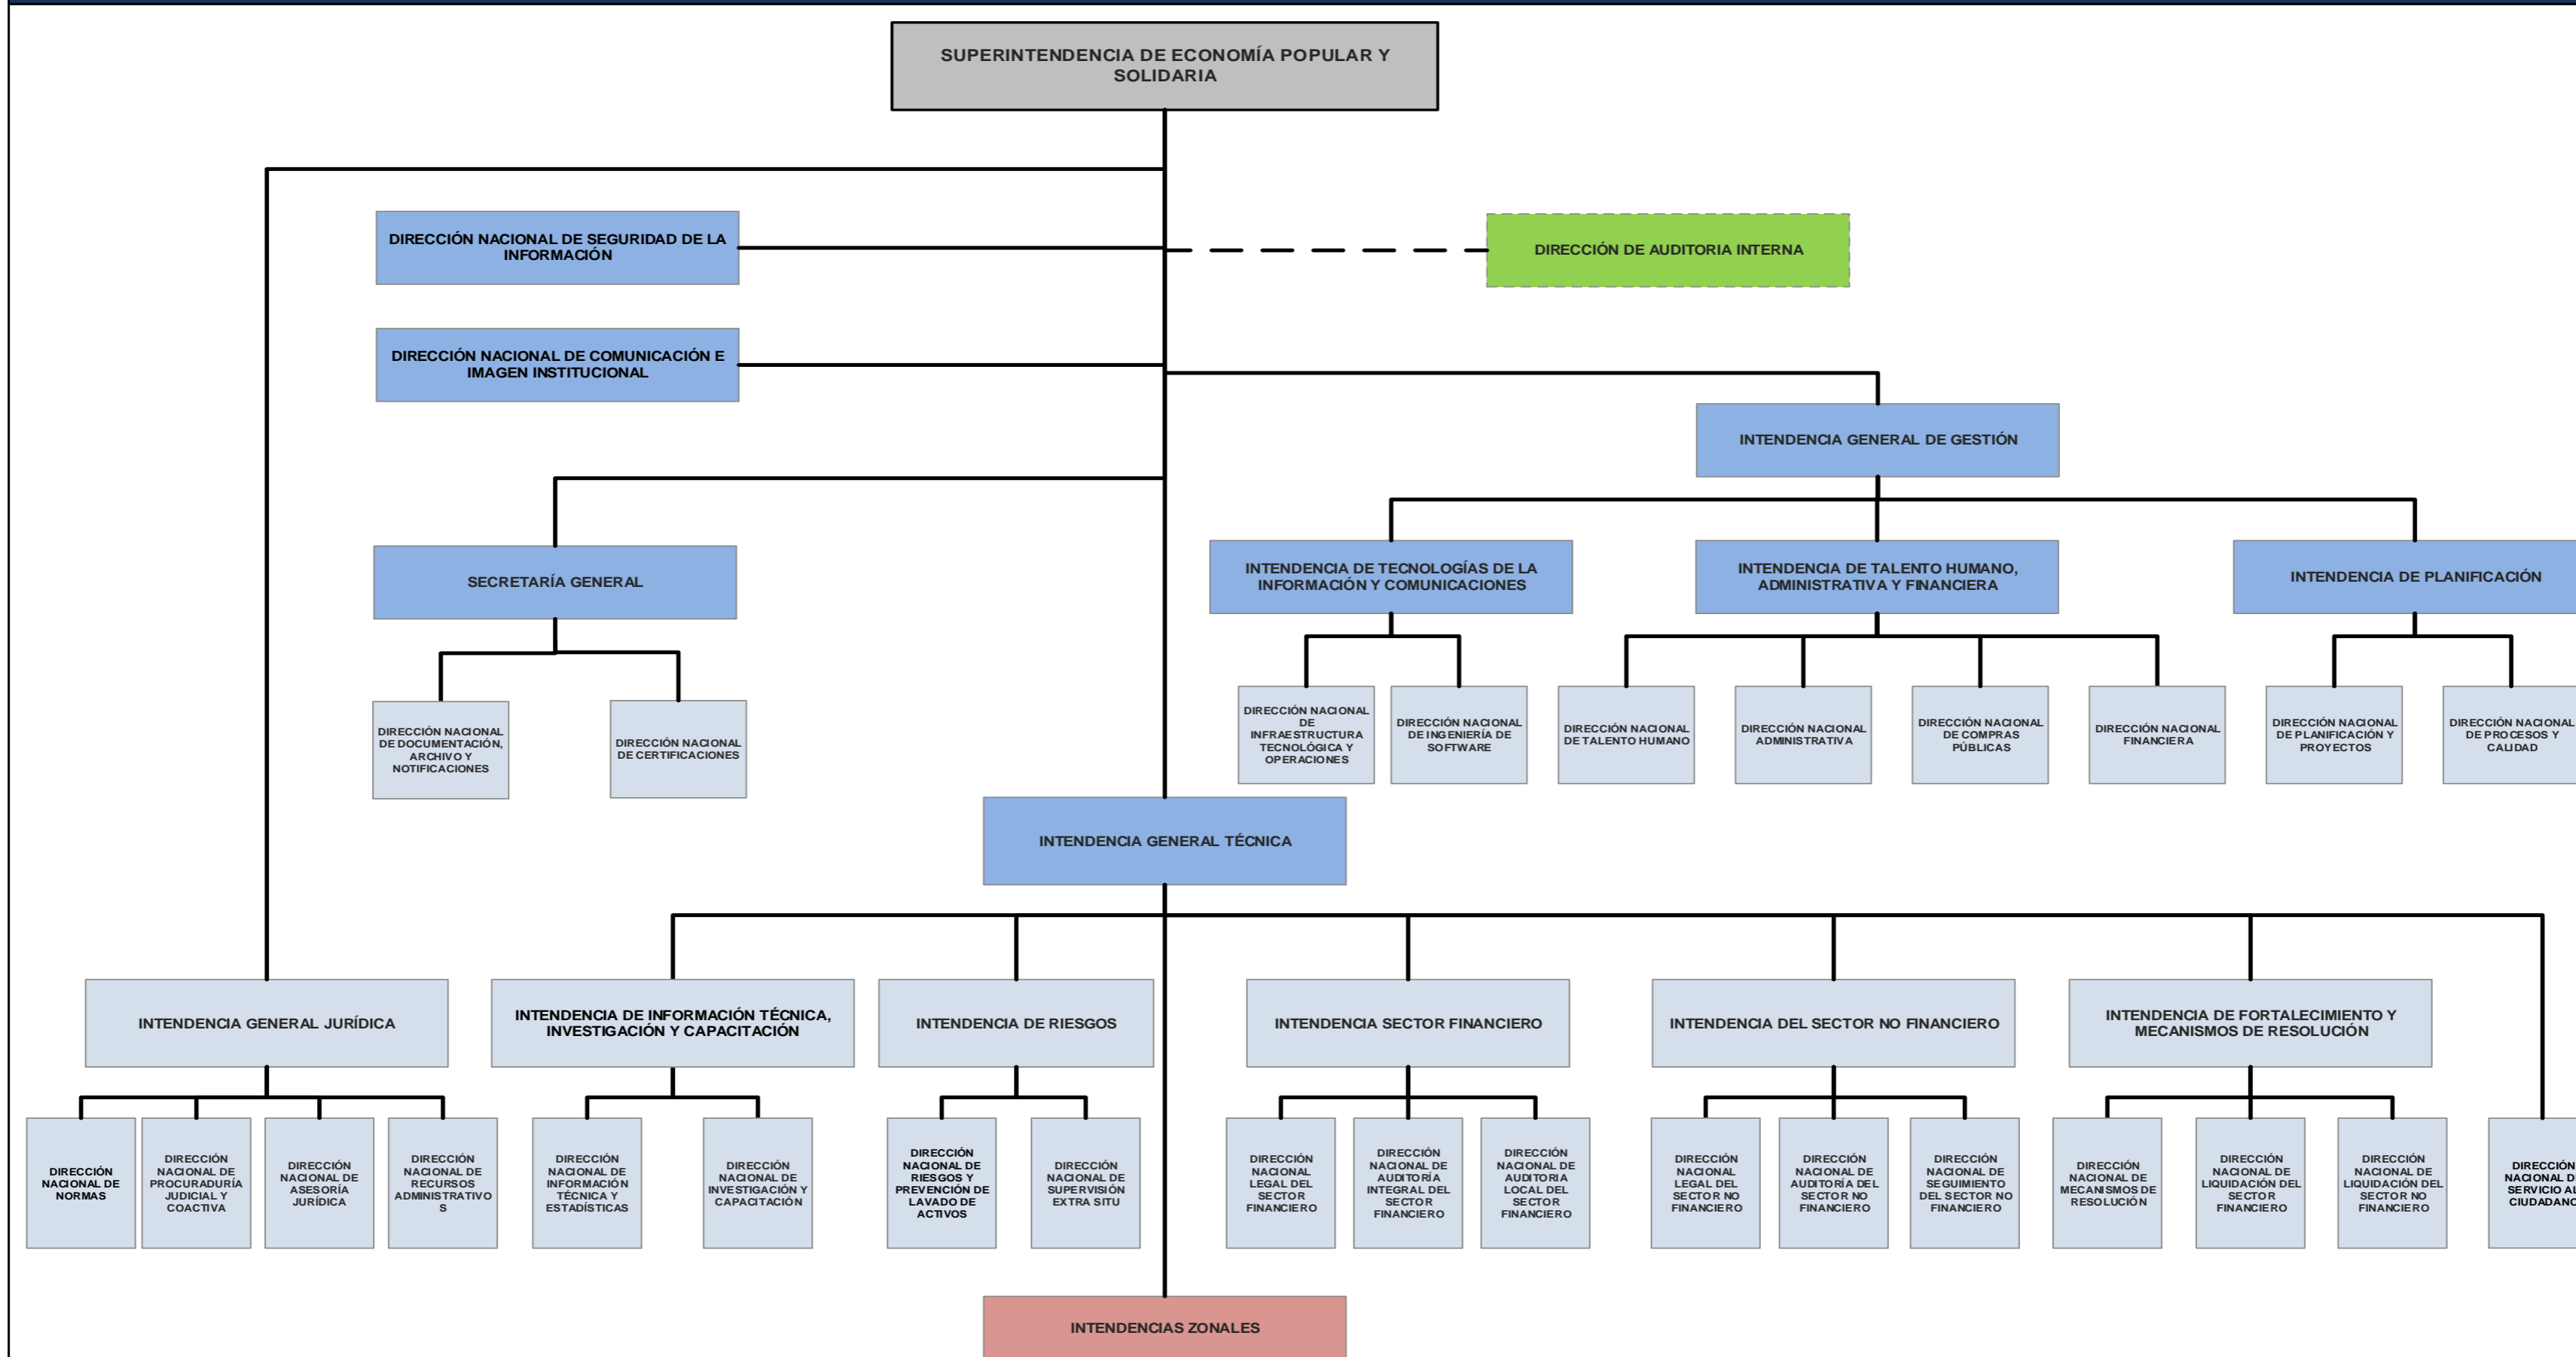 SUPERINTENDENCIA DE ECONOMÍA POPULAR Y
SOLIDARIA
DIRECCIÓN NACIONAL DE SEGURIDAD DE LA
INFORMACIÓN
DIRECCIÓN DE AUDITORIA INTERNA
DIRECCIÓN NACIONAL DE COMUNICACIÓN E
IMAGEN INSTITUCIONAL
INTENDENCIA GENERAL DE GESTIÓN
SECRETARÍA GENERAL
INTENDENCIA DE TECNOLOGÍAS DE LA
INFORMACIÓN Y COMUNICACIONES
INTENDENCIA DE TALENTO HUMANO,
ADMINISTRATIVA Y FINANCIERA
INTENDENCIA DE PLANIFICACIÓN
DIRECCIÓN NACIONAL
DE DOCUMENTACIÓN,
ARCHIVO Y
NOTIFICACIONES
DIRECCIÓN NACIONAL
DE CERTIFICACIONES
DIRECCIÓN NACIONAL
DE
INFRAESTRUCTURA
TECNOLÓGICA Y
OPERACIONES
DIRECCIÓN NACIONAL
DE INGENIERÍA DE
SOFTWARE
DIRECCIÓN NACIONAL
DE TALENTO HUMANO
DIRECCIÓN NACIONAL
ADMINISTRATIVA
DIRECCIÓN NACIONAL
DE COMPRAS
PÚBLICAS
DIRECCIÓN NACIONAL
FINANCIERA
DIRECCIÓN NACIONAL
DE PLANIFICACIÓN Y
PROYECTOS
DIRECCIÓN NACIONAL
DE PROCESOS Y
CALIDAD
INTENDENCIA GENERAL TÉCNICA
INTENDENCIA GENERAL JURÍDICA
INTENDENCIA DE INFORMACIÓN TÉCNICA,
INVESTIGACIÓN Y CAPACITACIÓN
INTENDENCIA DE RIESGOS
INTENDENCIA SECTOR FINANCIERO
INTENDENCIA DEL SECTOR NO FINANCIERO
INTENDENCIA DE FORTALECIMIENTO Y
MECANISMOS DE RESOLUCIÓN
DIRECCIÓN
NACIONAL DE
NORMAS
DIRECCIÓN
NACIONAL DE
PROCURADURÍA
JUDICIAL Y
COACTIVA
DIRECCIÓN
NACIONAL DE
ASESORÍA
JURÍDICA
DIRECCIÓN
NACIONAL DE
RECURSOS
ADMINISTRATIVO
S
DIRECCIÓN
NACIONAL DE
INFORMACIÓN
TÉCNICA Y
ESTADÍSTICAS
DIRECCIÓN
NACIONAL DE
INVESTIGACIÓN Y
CAPACITACIÓN
DIRECCIÓN
NACIONAL DE
RIESGOS Y
PREVENCIÓN DE
LAVADO DE
ACTIVOS
DIRECCIÓN
NACIONAL DE
SUPERVISIÓN
EXTRA SITU
DIRECCIÓN
NACIONAL
LEGAL DEL
SECTOR
FINANCIERO
DIRECCIÓN
NACIONAL DE
AUDITORÍA
INTEGRAL DEL
SECTOR
FINANCIERO
DIRECCIÓN
NACIONAL DE
AUDITORIA
LOCAL DEL
SECTOR
FINANCIERO
DIRECCIÓN
NACIONAL
LEGAL DEL
SECTOR NO
FINANCIERO
DIRECCIÓN
NACIONAL DE
AUDITORÍA DEL
SECTOR NO
FINANCIERO
DIRECCIÓN
NACIONAL DE
SEGUIMIENTO
DEL SECTOR NO
FINANCIERO
DIRECCIÓN
NACIONAL DE
MECANISMOS DE
RESOLUCIÓN
DIRECCIÓN
NACIONAL DE
LIQUIDACIÓN DEL
SECTOR
FINANCIERO
DIRECCIÓN
NACIONAL DE
LIQUIDACIÓN DEL
SECTOR NO
FINANCIERO
DIRECCIÓN
NACIONAL
SERVICIO
INTENDENCIAS ZONALES